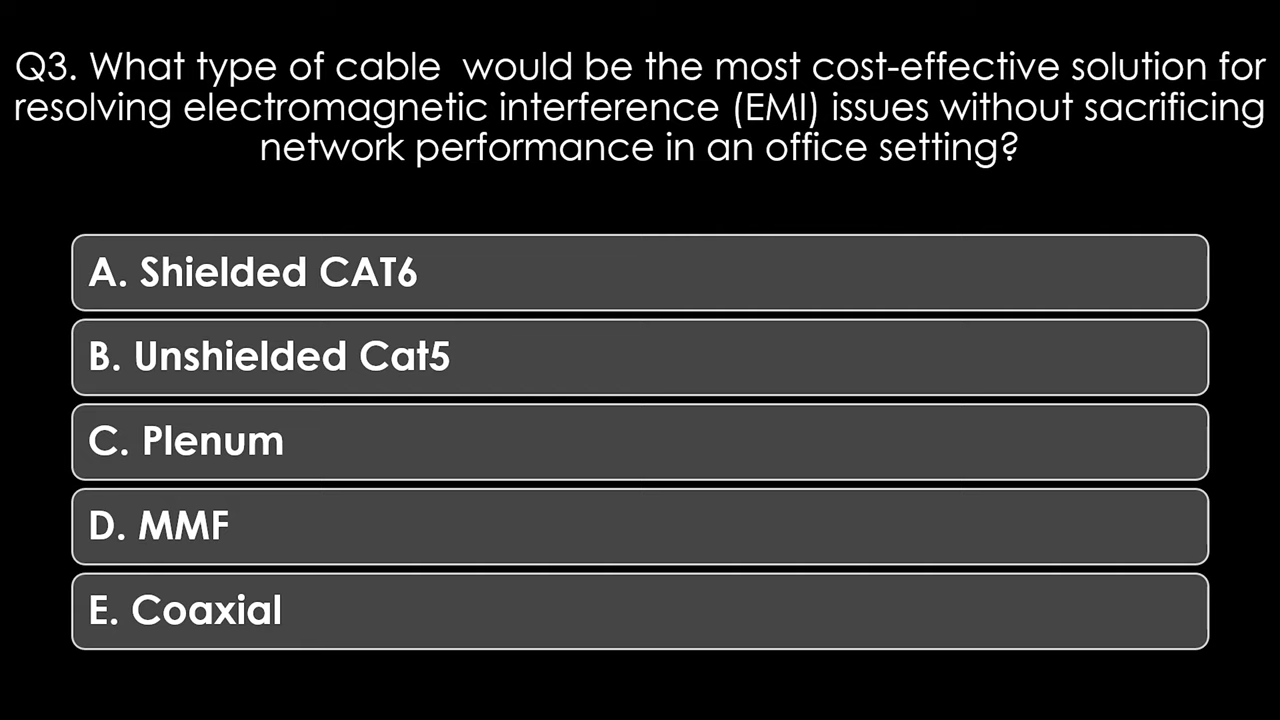 Q3. What type of cable  would be the most cost-effective solution for
resolving electromagnetic interference (EMI) issues without sacrificing
network performance in an office setting?
A. Shielded CAT6
B. Unshielded Cat5
C. Plenum
D. MMF
E. Coaxial